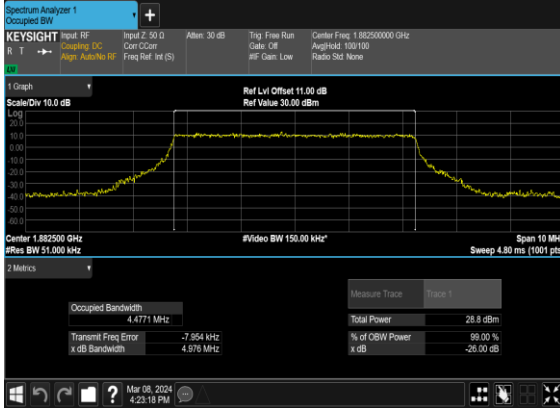 Spectrum Analyzer 1
Occupied BW
+
KEYSIGHT Input: RF Input Z: 50 Ω Atten: 30 dB Trig: Free Run Center Freq: 1.882500000 GHz
R T Coupling: DC Corr CCorr Gate: Off Avg|Hold: 100/100
Align: Auto/No RF Freq Ref: Int (S) #IF Gain: Low Radio Std: None
LW
1 Graph Ref Lvl Offset 11.00 dB
Scale/Div 10.0 dB Ref Value 30.00 dBm
Log
20.0
10.0
0.00
-10.0
-20.0
-30.0
-40.0
-50.0
-60.0
Center 1.882500 GHz #Video BW 150.00 kHz* Span 10 MH
#Res BW 51.000 kHz Sweep 4.80 ms (1001 pts
2 Metrics
Measure Trace Trace 1
Occupied Bandwidth
4.4771 MHz Total Power 28.8 dBm
Transmit Freq Error -7.954 kHz % of OBW Power 99.00 %
x dB Bandwidth 4.976 MHz x dB -26.00 dB
? Mar 08, 2024
4:23:18 PM